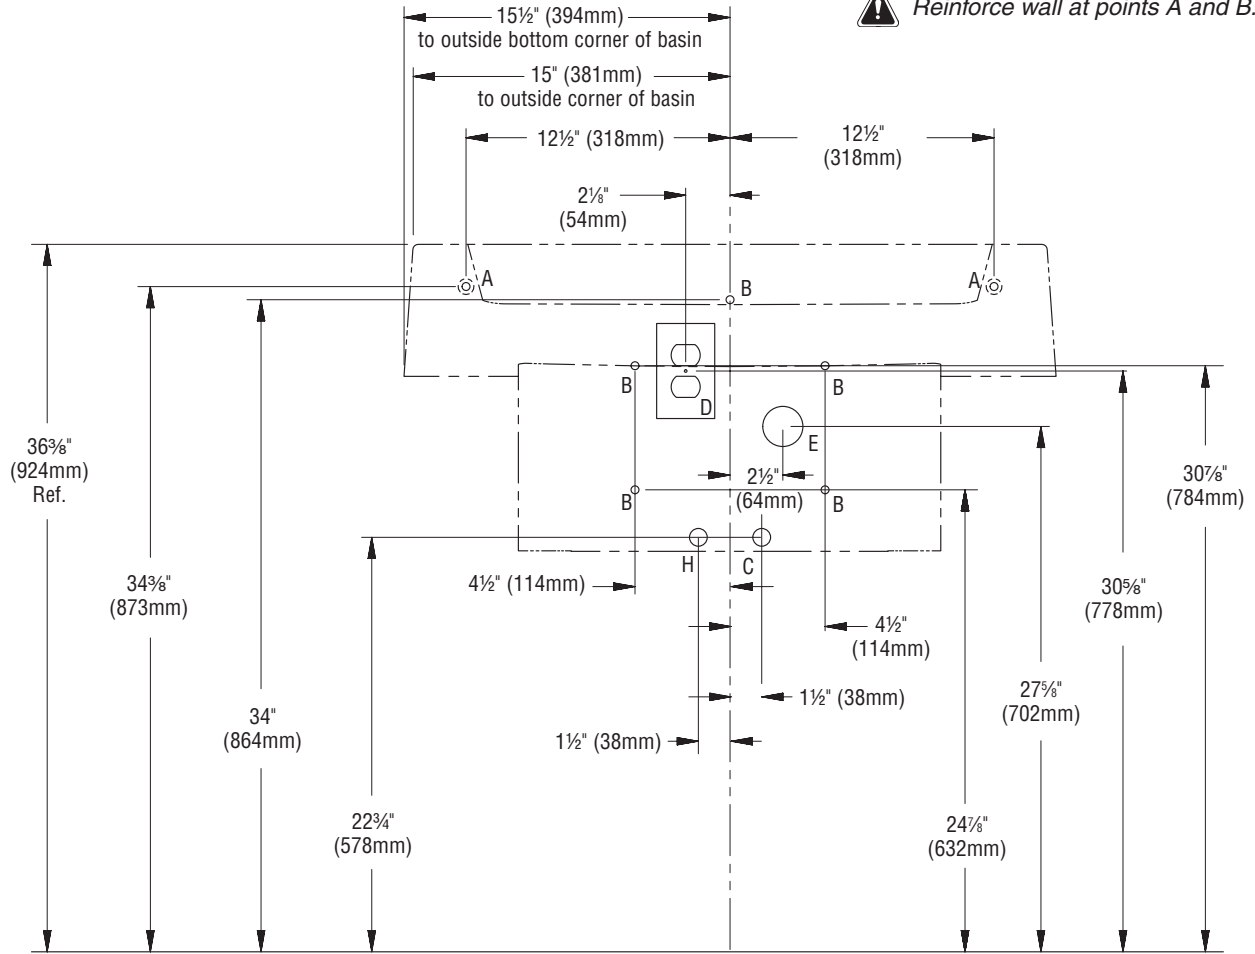 15½" (394mm)
to outside bottom corner of basin
Reinforce wall at points A and B.
15" (381mm)
to outside corner of basin
12½" (318mm)
12½"
(318mm)
2⅛"
(54mm)
A
B
A
B
D
B
E
36⅜"
(924mm)
Ref.
30⅞"
(784mm)
2½"
(64mm)
B
B
H
C
34⅜"
(873mm)
4½" (114mm)
30⅝"
(778mm)
4½"
(114mm)
27⅝"
(702mm)
1½" (38mm)
34"
(864mm)
1½" (38mm)
22¾"
(578mm)
24⅞"
(632mm)